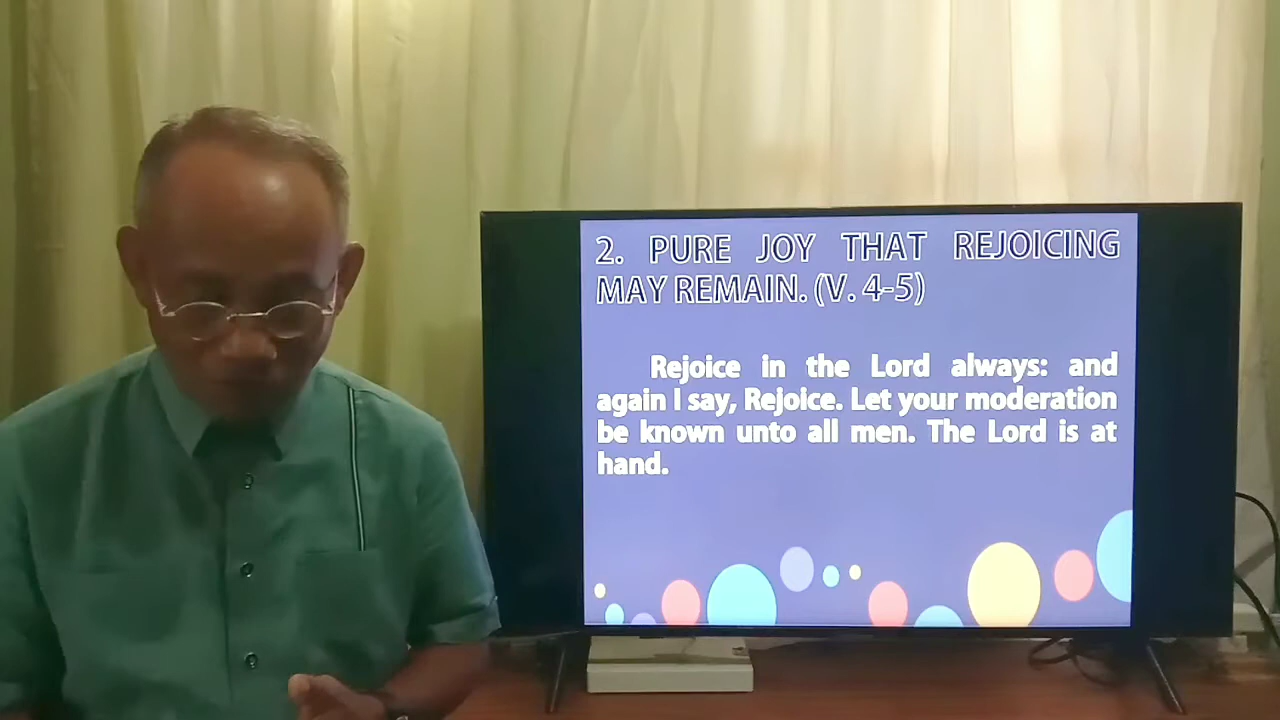 2. PURE JOY THAT REJOICING
MAY REMAIN. (V. 4-5)
Rejoice in the Lord always: and
again I say, Rejoice. Let your moderation
be known unto all men. The Lord is at
hand.